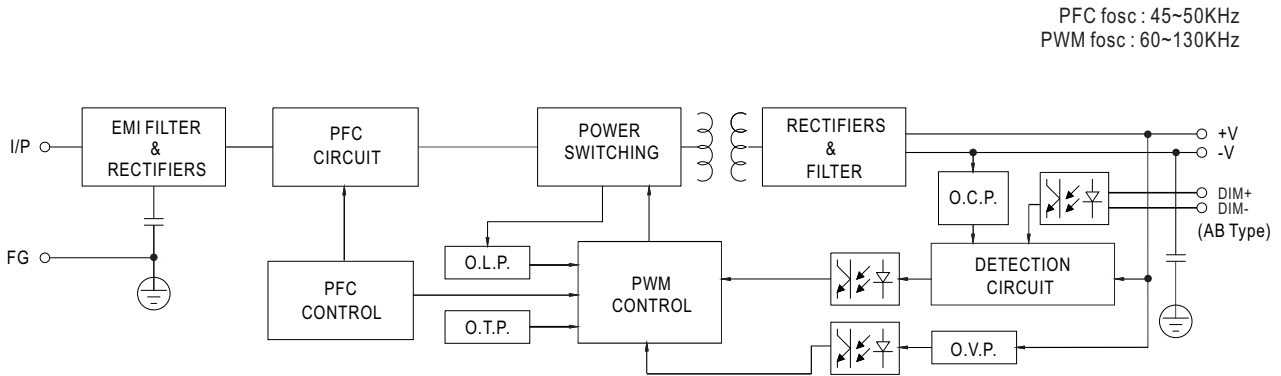 PFC fosc : 45~50KHz
PWM fosc : 60~130KHz
I/P
EMI FILTER
&
RECTIFIERS
PFC
CIRCUIT
POWER
SWITCHING
RECTIFIERS
&
FILTER
+V
-V
O.C.P.
DIM+
DIM-
(AB Type)
FG
O.L.P.
PFC
CONTROL
PWM
CONTROL
DETECTION
CIRCUIT
O.T.P.
O.V.P.